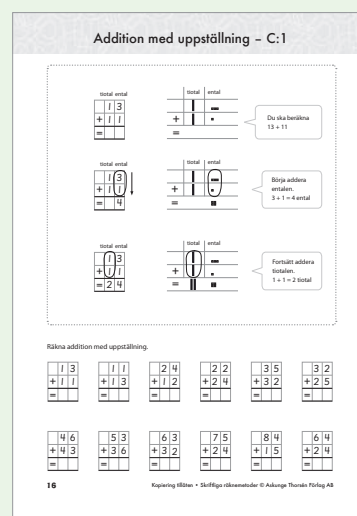 Addition med uppställning – C:1
tiotal ental
1 3
+ 1 1
=
tiotal ental
+
=
Du ska beräkna
13 + 11
tiotal ental
1 3
+ 1 1
= 4
tiotal ental
+
=
Börja addera
entalen.
3 + 1 = 4 ental
tiotal ental
1 3
+ 1 1
= 2 4
tiotal ental
+
=
Fortsätt addera
tiotalen.
1 + 1 = 2 tiotal
Räkna addition med uppställning.
1 3 1 1 2 4 2 2 3 5 3 2
+ 1 1 + 1 3 + 1 2 + 2 4 + 3 2 + 2 5
= = = = = =
4 6 5 3 6 3 7 5 8 4 6 4
+ 4 3 + 3 6 + 3 2 + 2 4 + 1 5 + 2 4
= = = = = =
16 Kopiering tillåten • Skriftliga räknemetoder © Askunge Thorsén Förlag AB